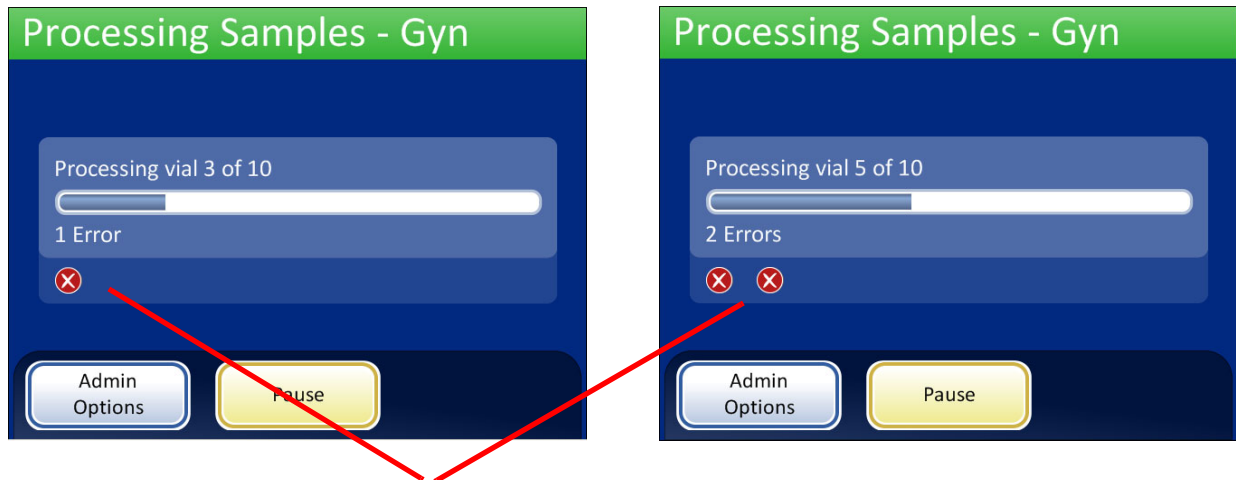 Processing Samples - Gyn
Processing vial 3 of 10
1 Error
Admin
Options
Pause
Processing Samples - Gyn
Processing vial 5 of 10
2 Errors
Admin
Options
Pause